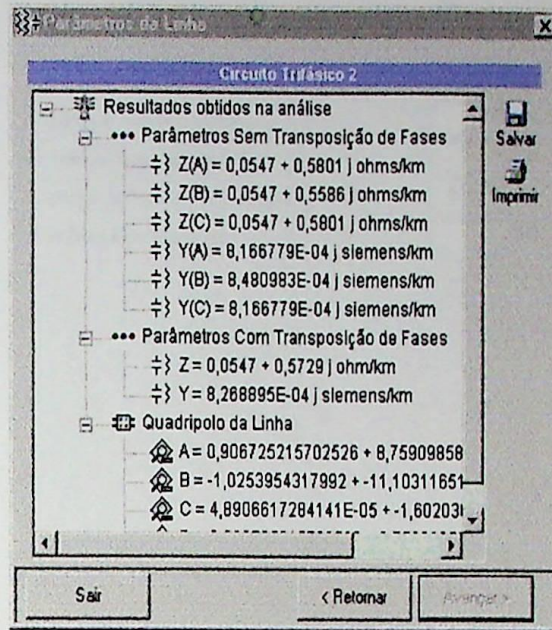 Parâmetros da Linha
Circuito Trifásico 2
Resultados obtidos na análise
Parâmetros Sem Transposição de Fases
Z(A) = 0,0547 + 0,5801 j ohms/km
Z(B) = 0,0547 + 0,5586 j ohms/km
Z(C) = 0,0547 + 0,5801 j ohms/km
Y(A) = 8,166779E-04 j siemens/km
Y(B) = 8,480983E-04 j siemens/km
Y(C) = 8,166779E-04 j siemens/km
Parâmetros Com Transposição de Fases
Z = 0,0547 + 0,5729 j ohm/km
Y = 8,268895E-04 j siemens/km
Quadripolo da Linha
A = 0,906725215702526 + 8,75909858
B = -1,0253954317992 + -11,10311651
C = 4,8906617284141E-05 + -1,60203
Salvar
Imprimir
Sair
< Retornar
Avançar >